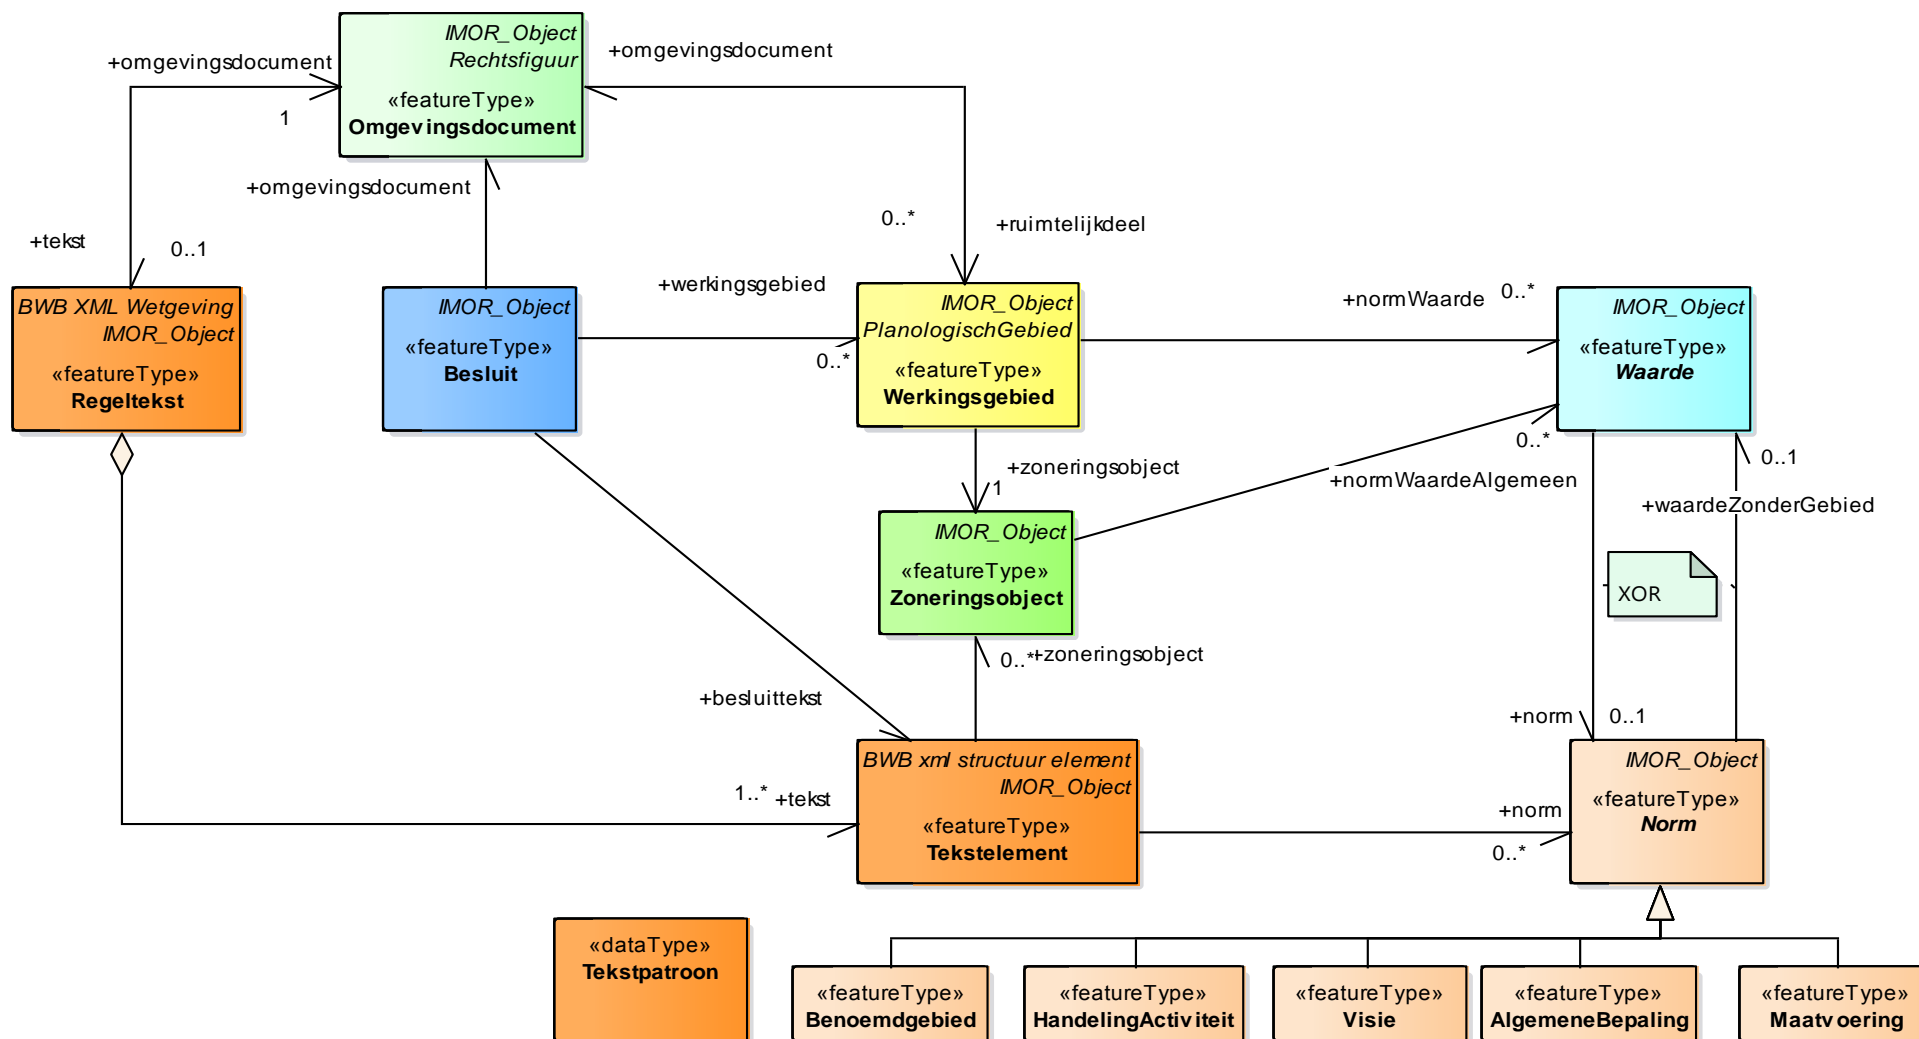 IMOR_Object
Rechtsfiguur
«featureType»
Omgevingsdocument
+omgevingsdocument
1
+omgevingsdocument
+omgevingsdocument
+tekst
0..1
0..*
+ruimtelijkdeel
BWB XML Wetgeving
IMOR_Object
«featureType»
Regeltekst
IMOR_Object
«featureType»
Besluit
+werkingsgebied
0..*
IMOR_Object
PlanologischGebied
«featureType»
Werkingsgebied
+normWaarde
0..*
IMOR_Object
«featureType»
Waarde
0..*
+normWaardeAlgemeen
+zoneringsobject
1
0..1
+waardeZonderGebied
IMOR_Object
«featureType»
Zoneringsobject
XOR
0..*
+zoneringsobject
+besluittekst
+norm
0..1
BWB xml structuur element
IMOR_Object
«featureType»
Tekstelement
1..*
+tekst
+norm
0..*
IMOR_Object
«featureType»
Norm
«dataType»
Tekstpatroon
«featureType»
Benoemdgebied
«featureType»
HandelingActiviteit
«featureType»
Visie
«featureType»
AlgemeneBepaling
«featureType»
Maatvoering